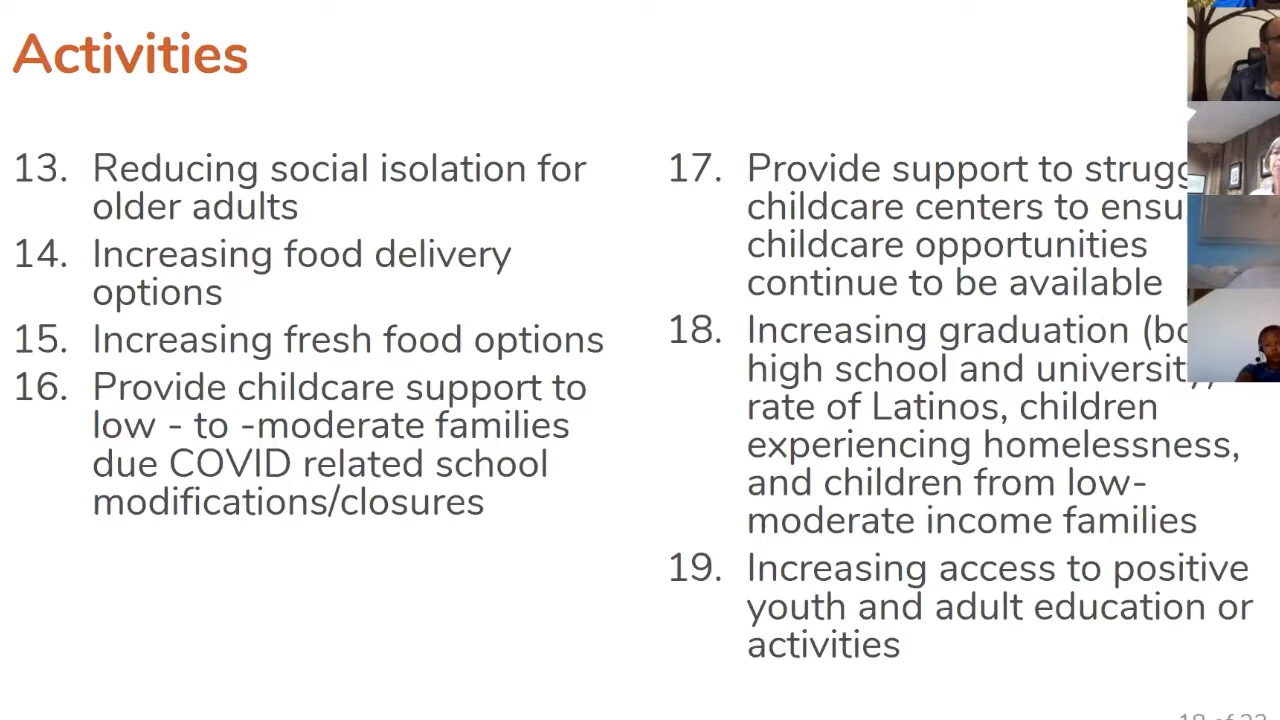 Activities
13. Reducing social isolation for
older adults
14. Increasing food delivery
options
15. Increasing fresh food options
16. Provide childcare support to
low - to -moderate families
due COVID related school
modifications/closures
17. Provide support to
childcare centers to
childcare opportunities
continue to be available
18. Increasing graduation
high school and university,
rate of Latinos, children
experiencing homelessness,
and children from low-
moderate income families
19. Increasing access to positive
youth and adult education or
activities